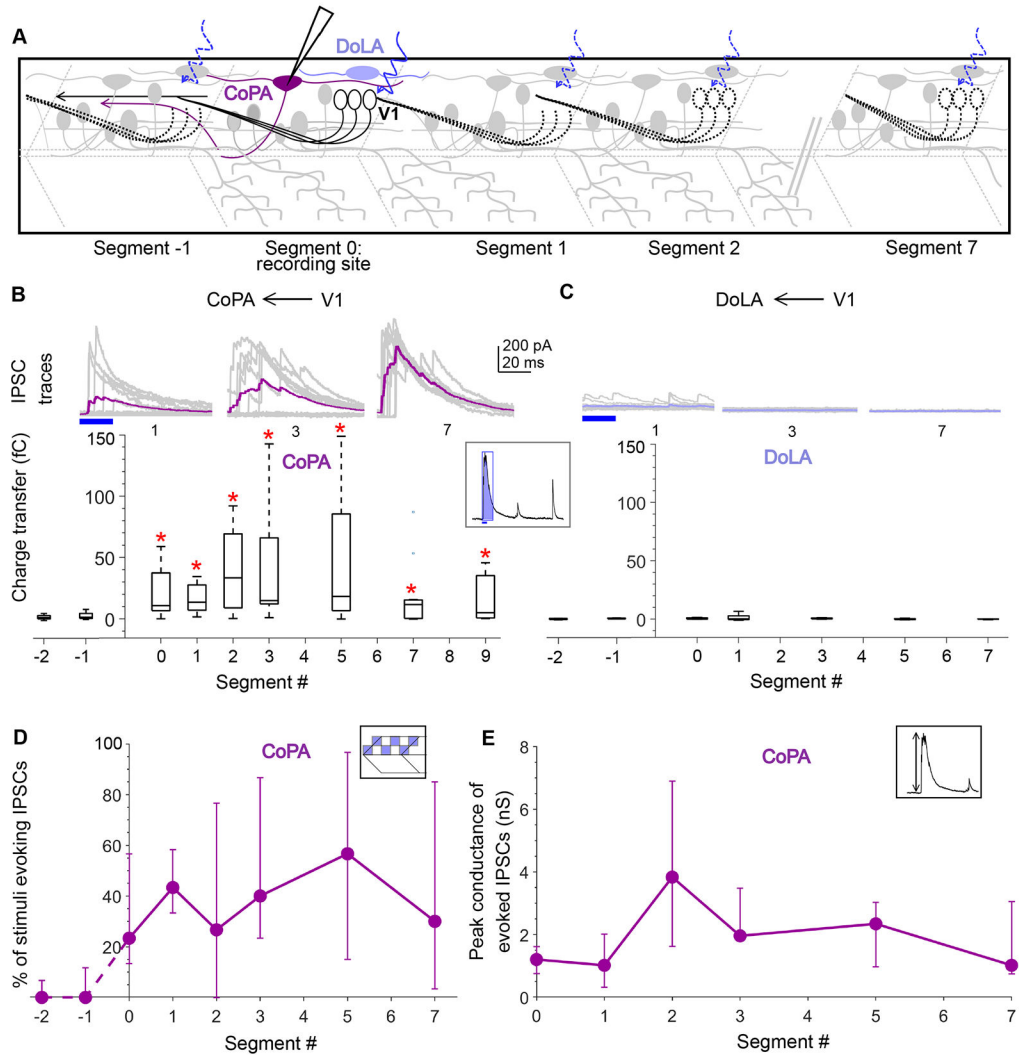 A
DoLA
CoPA
V1
Segment -1
Segment 0:
recording site
Segment 1
Segment 2
Segment 7
B
CoPA ← V1
C
DoLA ← V1
IPSC
traces
200 pA
20 ms
1 3 7
1 3 7
Charge transfer (fC)
150
100
50
0
CoPA
* * * * * * *
-2 -1 0 1 2 3 5 6 7 8 9
Segment #
150
100
50
0
DoLA
-2 -1 0 1 2 3 4 5 6 7
Segment #
D
CoPA
% of stimuli evoking IPSCs
100
80
60
40
20
-2 -1 0 1 2 3 4 5 6 7
Segment #
E
CoPA
Peak conductance of
evoked IPSCs (nS)
8
6
4
2
0
0 1 2 3 4 5 6 7
Segment #